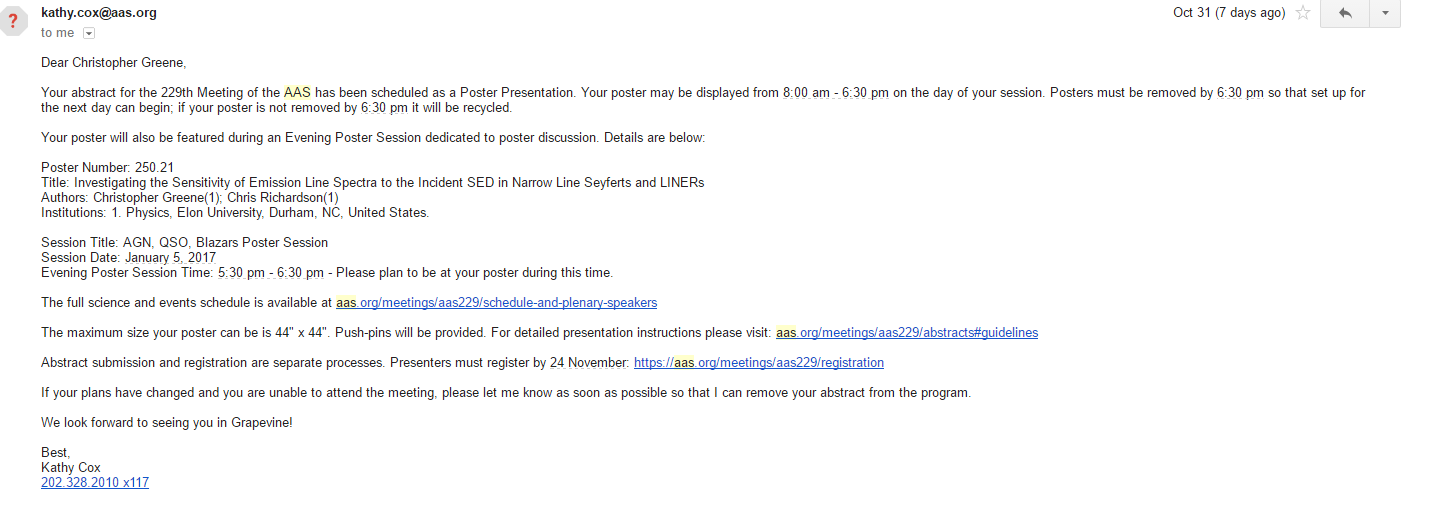 kathy.cox@aas.org
Oct 31 (7 days ago)
to me
Dear Christopher Greene,
Your abstract for the 229th Meeting of the AAS has been scheduled as a Poster Presentation. Your poster may be displayed from 8:00 am - 6:30 pm on the day of your session. Posters must be removed by 6:30 pm so that set up for
the next day can begin; if your poster is not removed by 6:30 pm it will be recycled.
Your poster will also be featured during an Evening Poster Session dedicated to poster discussion. Details are below:
Poster Number: 250.21
Title: Investigating the Sensitivity of Emission Line Spectra to the Incident SED in Narrow Line Seyferts and LINERs
Authors: Christopher Greene(1); Chris Richardson(1)
Institutions: 1. Physics, Elon University, Durham, NC, United States.
Session Title: AGN, QSO, Blazars Poster Session
Session Date: January 5, 2017
Evening Poster Session Time: 5:30 pm - 6:30 pm - Please plan to be at your poster during this time.
The full science and events schedule is available at aas.org/meetings/aas229/schedule-and-plenary-speakers
The maximum size your poster can be is 44" x 44". Push-pins will be provided. For detailed presentation instructions please visit: aas.org/meetings/aas229/abstracts#guidelines
Abstract submission and registration are separate processes. Presenters must register by 24 November: https://aas.org/meetings/aas229/registration
If your plans have changed and you are unable to attend the meeting, please let me know as soon as possible so that I can remove your abstract from the program.
We look forward to seeing you in Grapevine!
Best,
Kathy Cox
202.328.2010 x117